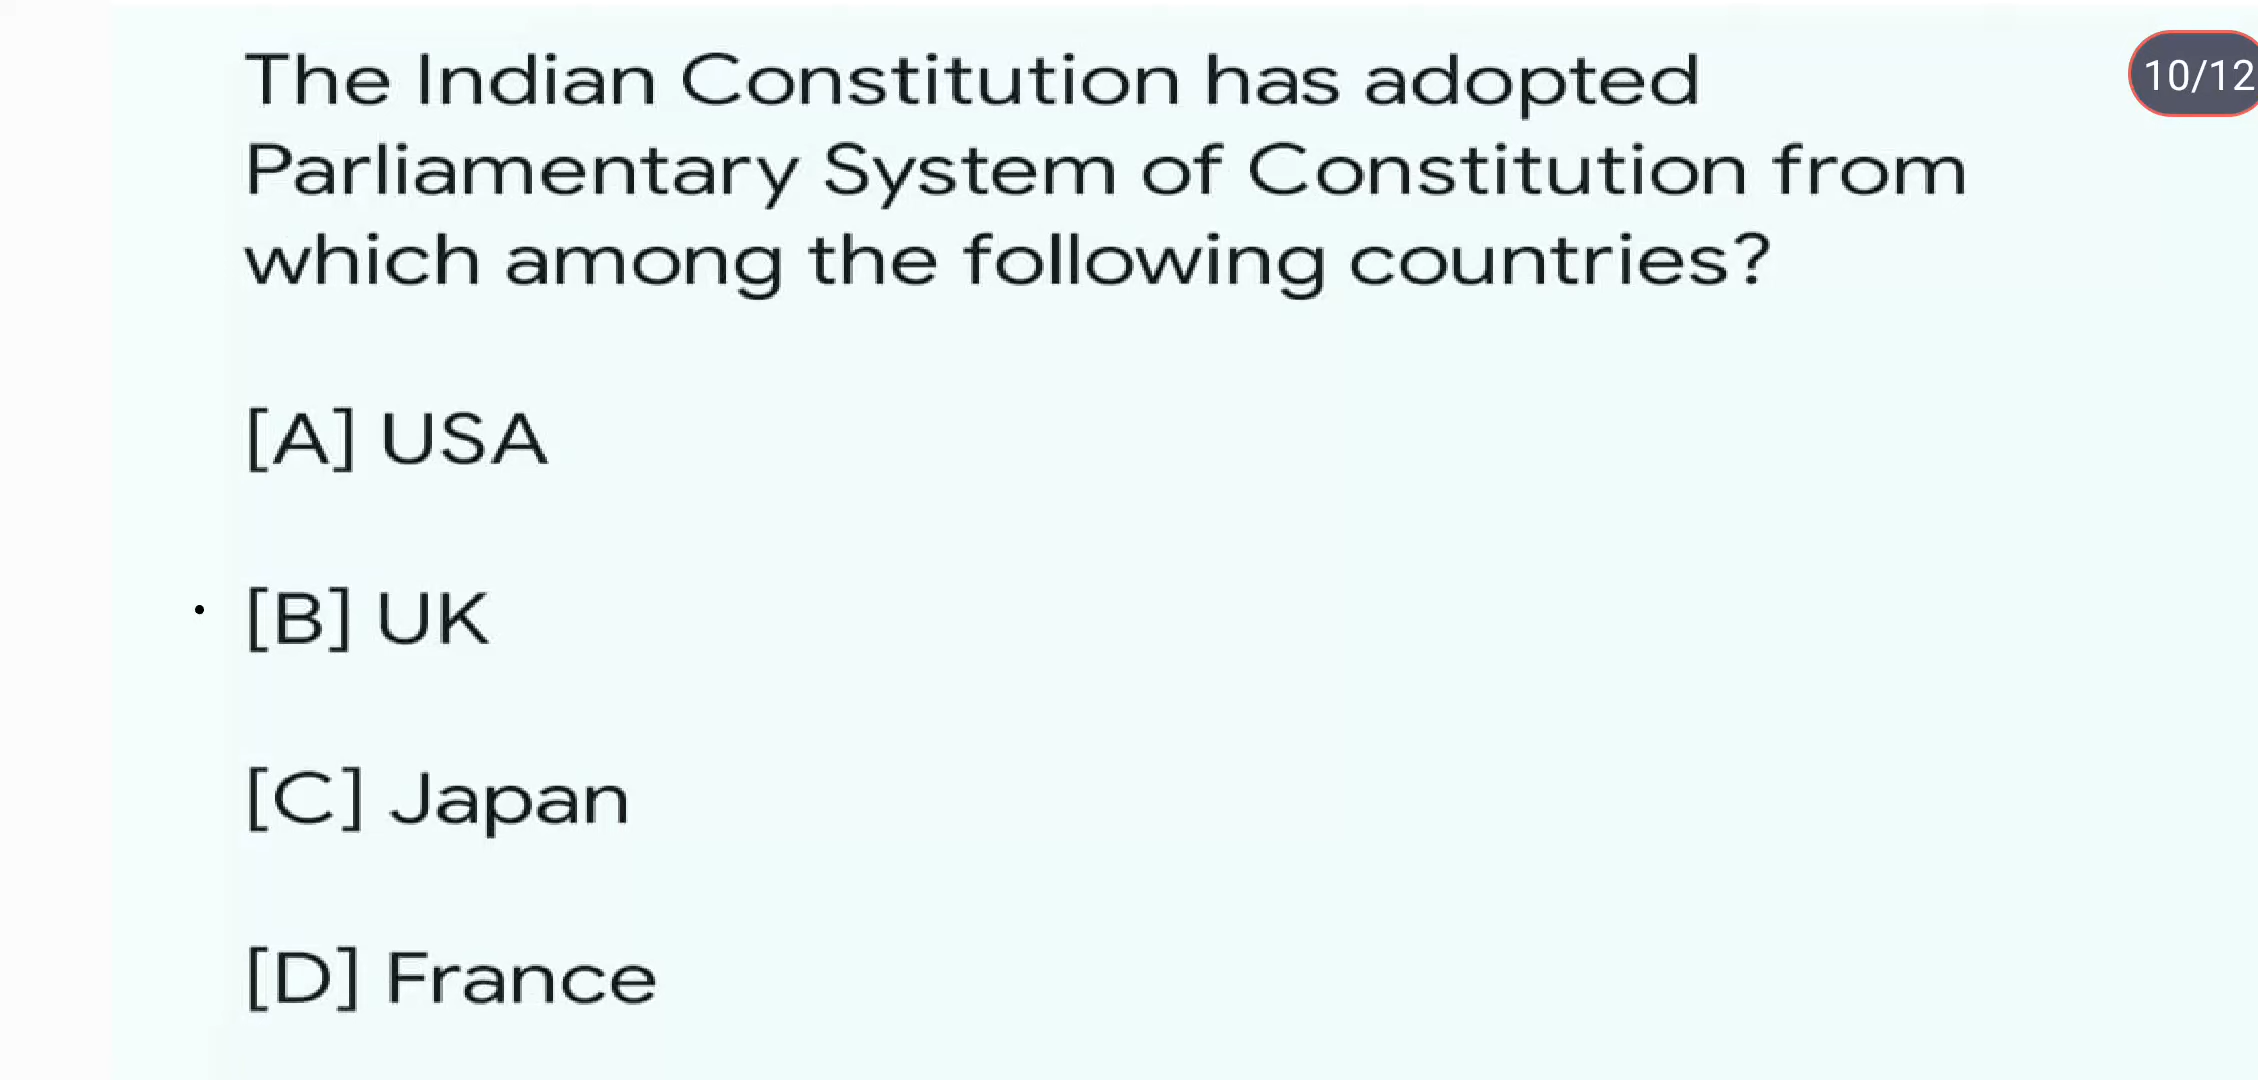 The Indian Constitution has adopted
10/12
Parliamentary System of Constitution from
which among the following countries?
[A] USA
• [B] UK
[C] Japan
[D] France